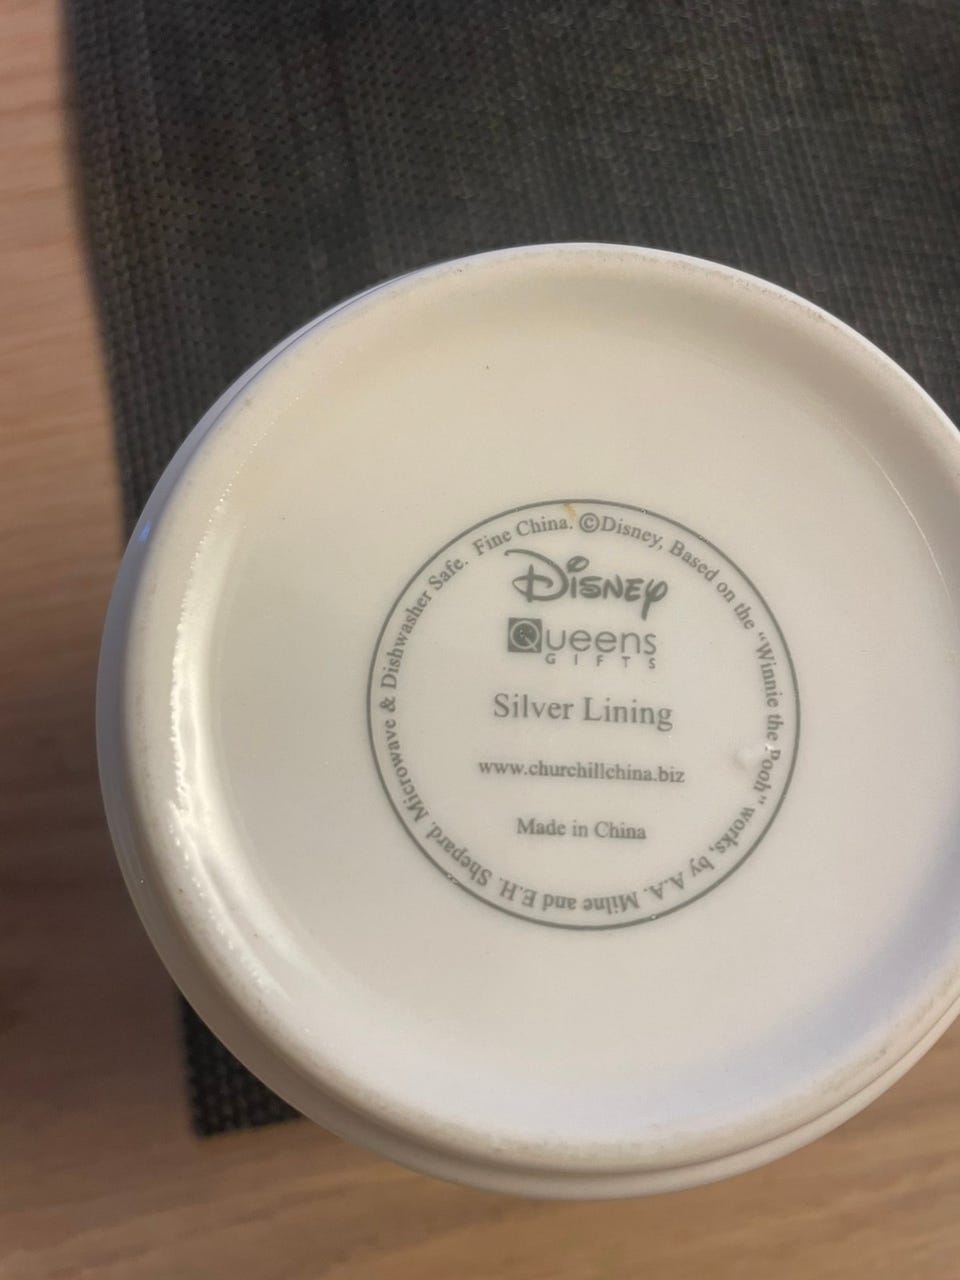 Fine China. ©Disney, Based on the "Winnie the Pooh" works, by A.A. Milne and E.H. Shepard. Microwave & Dishwasher Safe.
Disney
Queens
GIFTS
Silver Lining
www.churchillchina.biz
Made in China